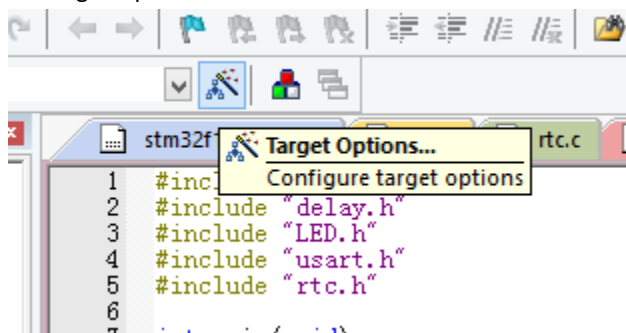 stm32f
Target Options...
rtc.c
Configure target options
1 #incl
2 #include "delay.h"
3 #include "LED.h"
4 #include "usart.h"
5 #include "rtc.h"
6